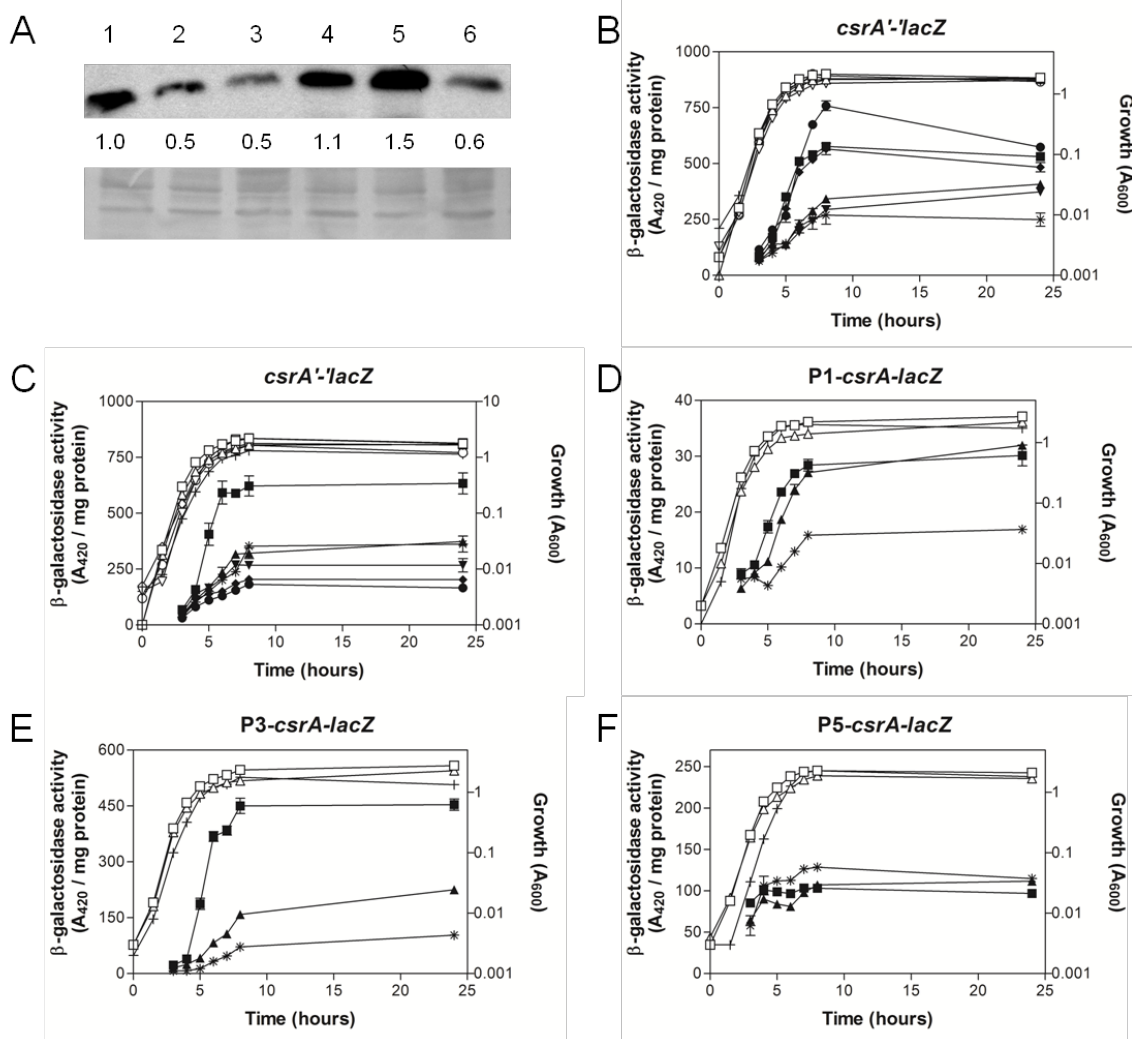 A
1 2 3 4 5 6
1.0 0.5 0.5 1.1 1.5 0.6
B
csrA'-'lacZ
β-galactosidase activity
(A420 / mg protein)
1000
750
500
250
0
1
0.1
0.01
0.001
Growth (A600)
0 5 10 15 20 25
Time (hours)
C
csrA'-'lacZ
β-galactosidase activity
(A420 / mg protein)
1000
750
500
250
0
10
1
0.1
0.01
0.001
Growth (A600)
0 5 10 15 20 25
Time (hours)
D
P1-csrA-lacZ
β-galactosidase activity
(A420 / mg protein)
40
30
20
10
0
1
0.1
0.01
0.001
Growth (A600)
0 5 10 15 20 25
Time (hours)
E
P3-csrA-lacZ
β-galactosidase activity
(A420 / mg protein)
600
450
300
150
0
1
0.1
0.01
0.001
Growth (A600)
0 5 10 15 20 25
Time (hours)
F
P5-csrA-lacZ
β-galactosidase activity
(A420 / mg protein)
250
200
150
100
50
0
1
0.1
0.01
0.001
Growth (A600)
0 5 10 15 20 25
Time (hours)